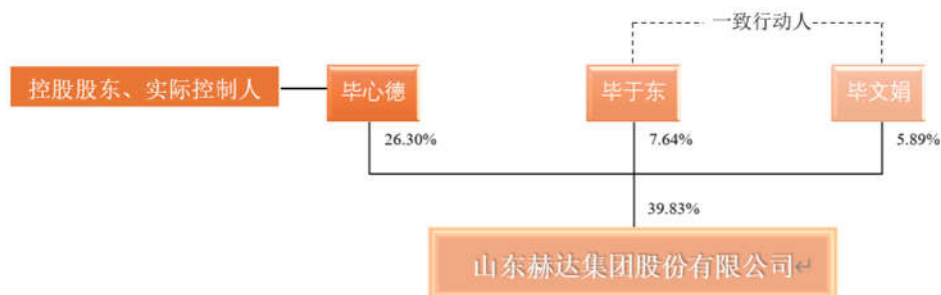 一致行动人
控股股东、实际控制人
毕心德
毕于东
毕文娟
26.30%
7.64%
5.89%
39.83%
山东赫达集团股份有限公司↵